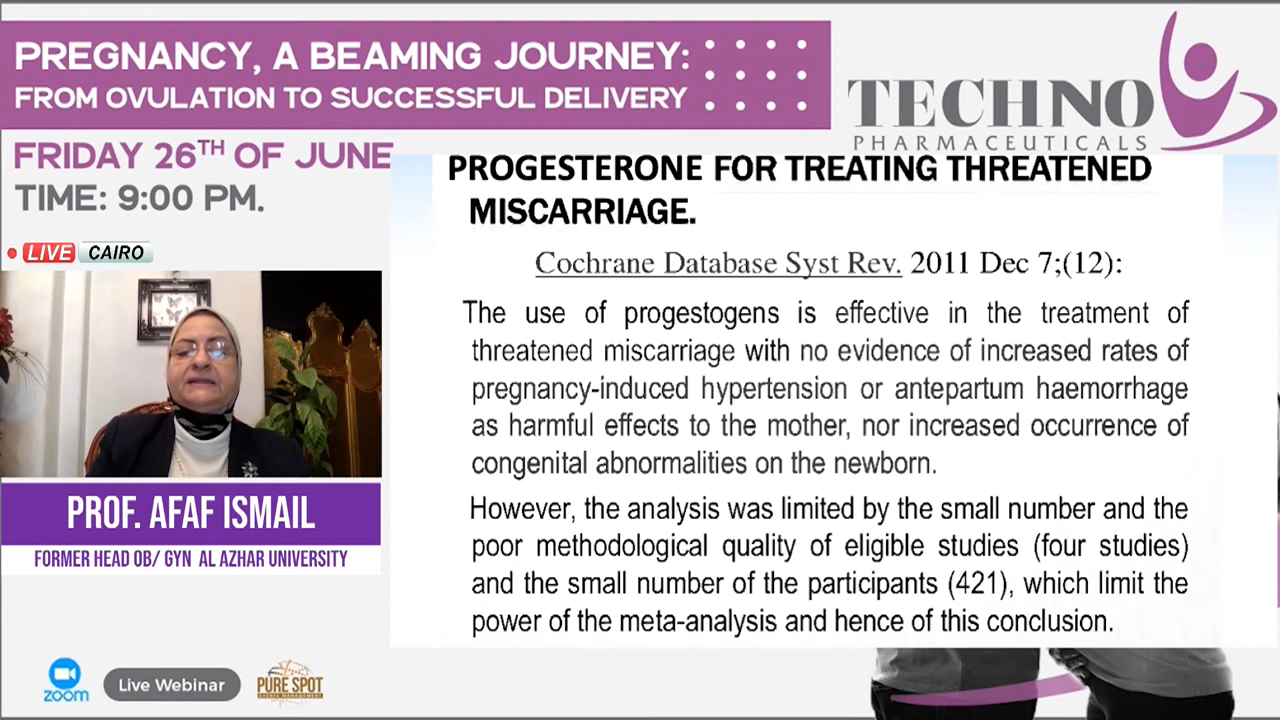 PREGNANCY, A BEAMING JOURNEY:
FROM OVULATION TO SUCCESSFUL DELIVERY
TECHNO
PHARMACEUTICALS
FRIDAY 26TH OF JUNE
TIME: 9:00 PM.
LIVE CAIRO
PROF. AFAF ISMAIL
FORMER HEAD OB/ GYN AL AZHAR UNIVERSITY
PROGESTERONE FOR TREATING THREATENED
MISCARRIAGE.
Cochrane Database Syst Rev. 2011 Dec 7;(12):
The use of progestogens is effective in the treatment of
threatened miscarriage with no evidence of increased rates of
pregnancy-induced hypertension or antepartum haemorrhage
as harmful effects to the mother, nor increased occurrence of
congenital abnormalities on the newborn.
However, the analysis was limited by the small number and the
poor methodological quality of eligible studies (four studies)
and the small number of the participants (421), which limit the
power of the meta-analysis and hence of this conclusion.
zoom
Live Webinar
PURE SPOT
EVENTS MANAGEMENT